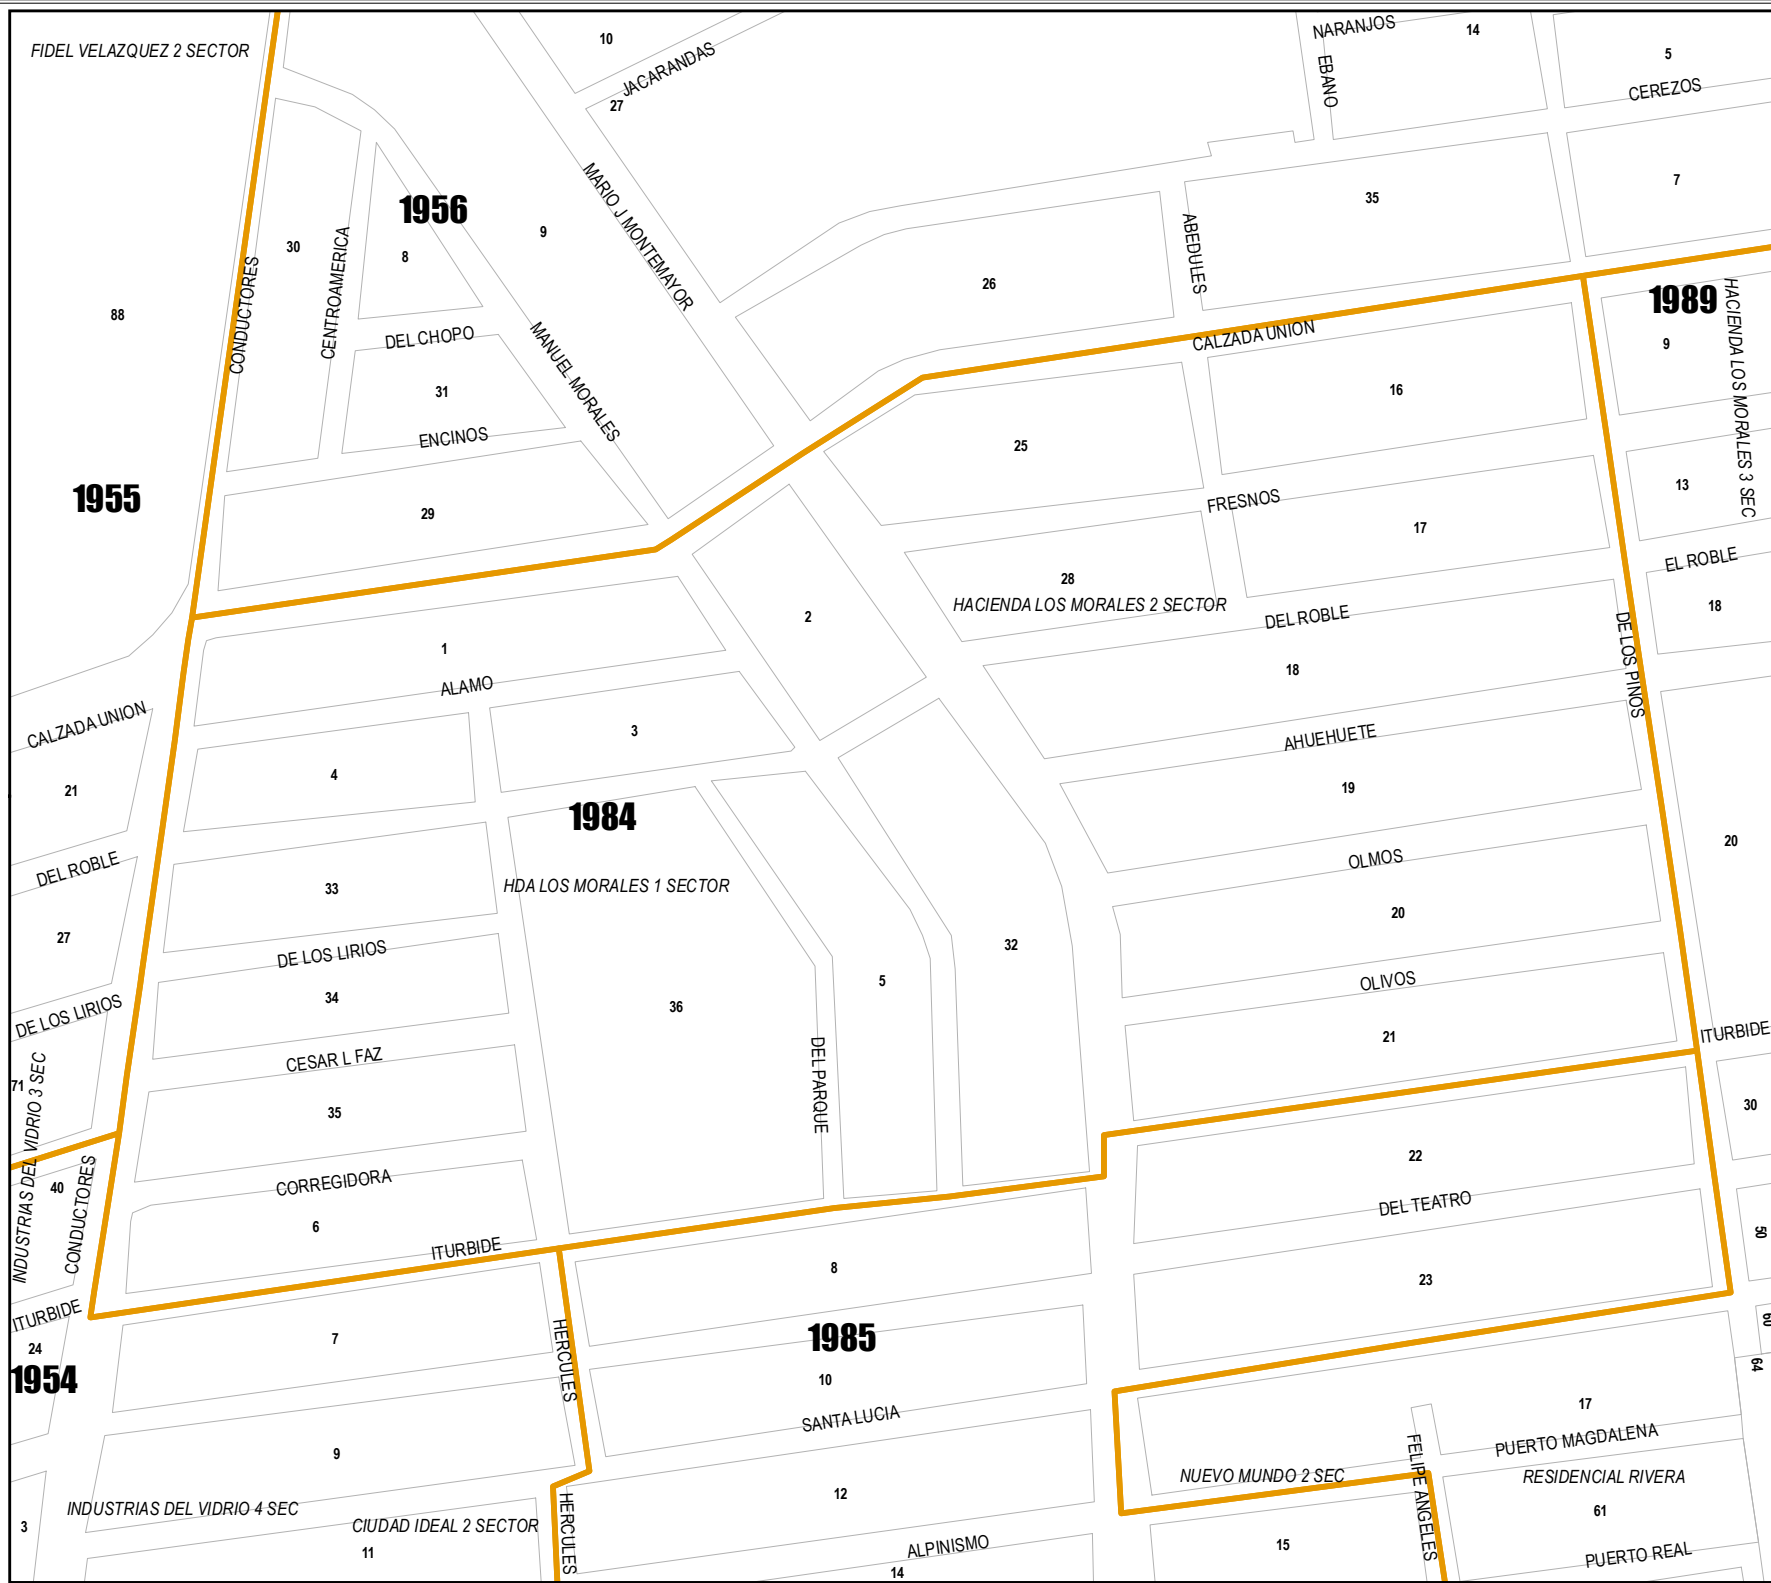 FIDEL VELAZQUEZ 2 SECTOR
10
JACARANDAS
27
NARANJOS
14
EBANO
5
CEREZOS
1956
30
8
9
CENTROAMERICA
CONDUCTORES
MARIO J MONTEMAYOR
35
7
ABEDULES
26
88
DEL CHOPO
MANUEL MORALES
31
ENCINOS
CALZADA UNION
1989
HACIENDA LOS MORALES 3 SEC
9
16
25
1955
29
FRESNOS
17
13
EL ROBLE
18
28
HACIENDA LOS MORALES 2 SECTOR
DEL ROBLE
DE LOS PINOS
2
1
ALAMO
18
CALZADA UNION
3
AHUEHUETE
4
21
19
1984
20
DEL ROBLE
OLMOS
33
HDA LOS MORALES 1 SECTOR
20
27
32
DE LOS LIRIOS
5
OLIVOS
34
36
DE LOS LIRIOS
21
ITURBIDE
CESAR L FAZ
DEL PARQUE
71
INDUSTRIAS DEL VIDRIO 3 SEC
35
30
22
CORREGIDORA
40
CONDUCTORES
DEL TEATRO
6
50
ITURBIDE
8
23
ITURBIDE
24
7
HERCULES
1985
60
64
1954
10
17
SANTA LUCIA
9
FELIPE ANGELES
PUERTO MAGDALENA
NUEVO MUNDO 2 SEC
RESIDENCIAL RIVERA
12
INDUSTRIAS DEL VIDRIO 4 SEC
61
3
CIUDAD IDEAL 2 SECTOR
HERCULES
15
ALPINISMO
11
PUERTO REAL
14